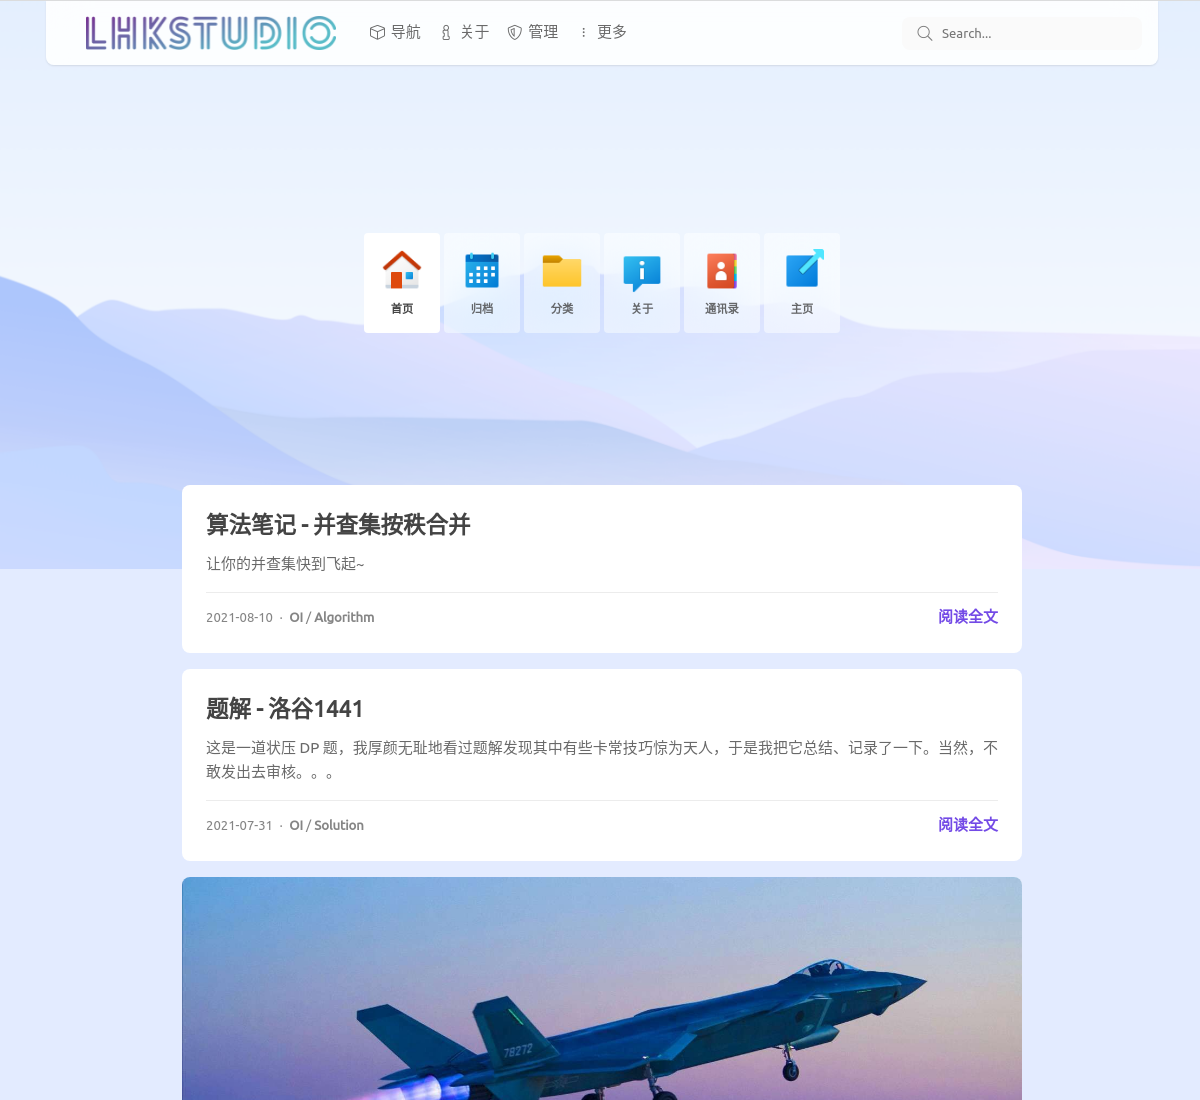 LHKSTUDIO
导航
关于
管理
更多
Search...
首页
归档
分类
关于
通讯录
主页
算法笔记 - 并查集按秩合并
让你的并查集快到飞起~
2021-08-10 · OI / Algorithm
阅读全文
题解 - 洛谷1441
这是一道状压 DP 题，我厚颜无耻地看过题解发现其中有些卡常技巧惊为天人，于是我把它总结、记录了一下。当然，不
敢发出去审核。。。
2021-07-31 · OI / Solution
阅读全文
78272